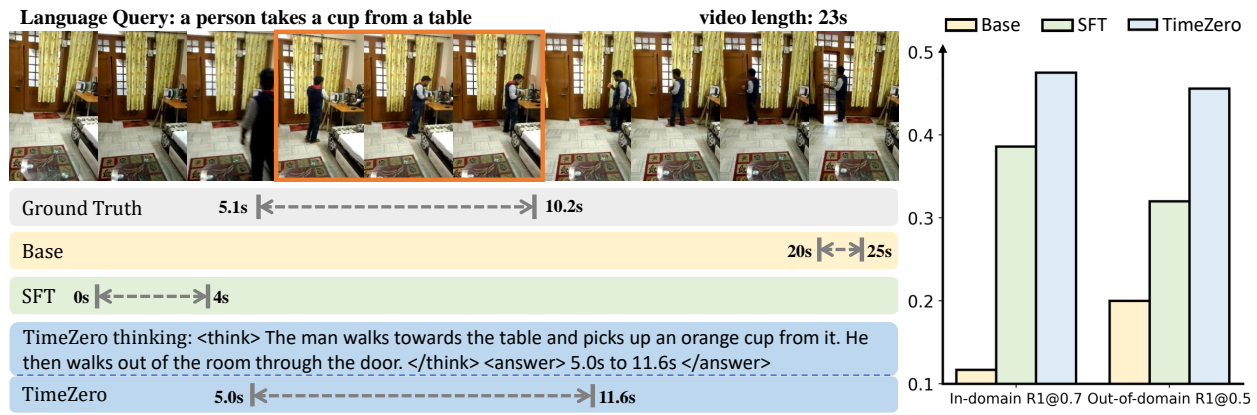 Language Query: a person takes a cup from a table
video length: 23s
Ground Truth
5.1s
10.2s
Base
20s
25s
SFT
0s
4s
TimeZero thinking: <think> The man walks towards the table and picks up an orange cup from it. He
then walks out of the room through the door. </think> <answer> 5.0s to 11.6s </answer>
TimeZero
5.0s
11.6s
Base
SFT
TimeZero
0.5
0.4
0.3
0.2
0.1
In-domain R1@0.7
Out-of-domain R1@0.5